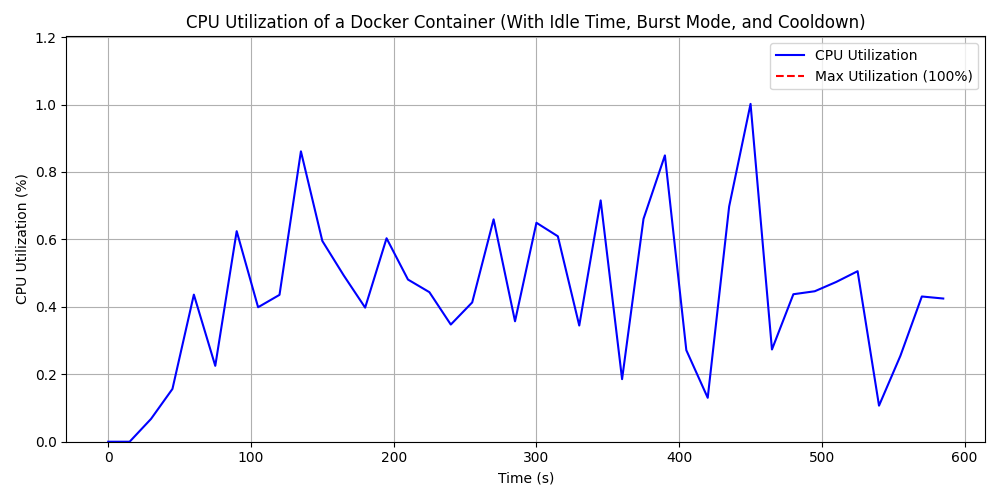 CPU Utilization of a Docker Container (With Idle Time, Burst Mode, and Cooldown)
CPU Utilization
Max Utilization (100%)
CPU Utilization (%)
1.2
1.0
0.8
0.6
0.4
0.2
0.0
0 100 200 300 400 500 600
Time (s)